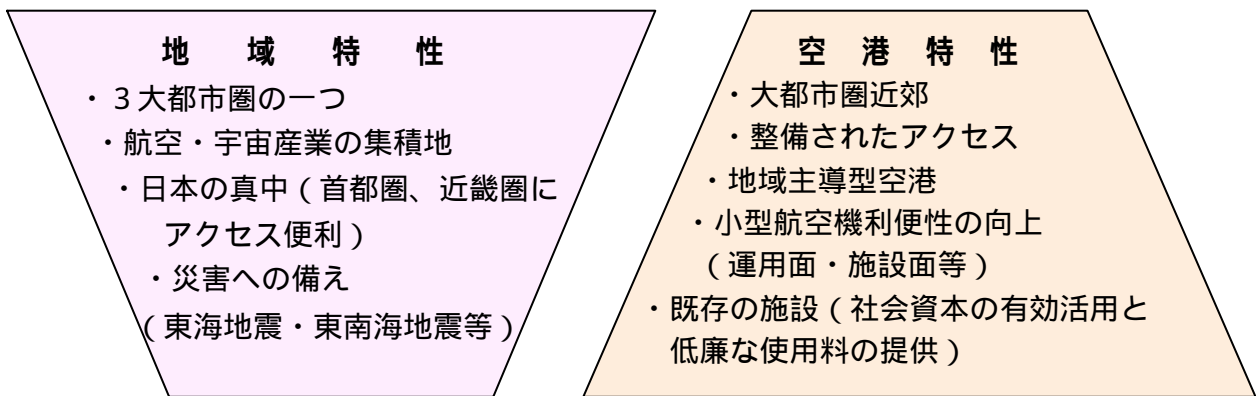 地 域 特 性
・３大都市圏の一つ
・航空・宇宙産業の集積地
・日本の真中（首都圏、近畿圏に
アクセス便利）
・災害への備え
（東海地震・東南海地震等）
空 港 特 性
・大都市圏近郊
・整備されたアクセス
・地域主導型空港
・小型航空機利便性の向上
（運用面・施設面等）
・既存の施設（社会資本の有効活用と
低廉な使用料の提供）